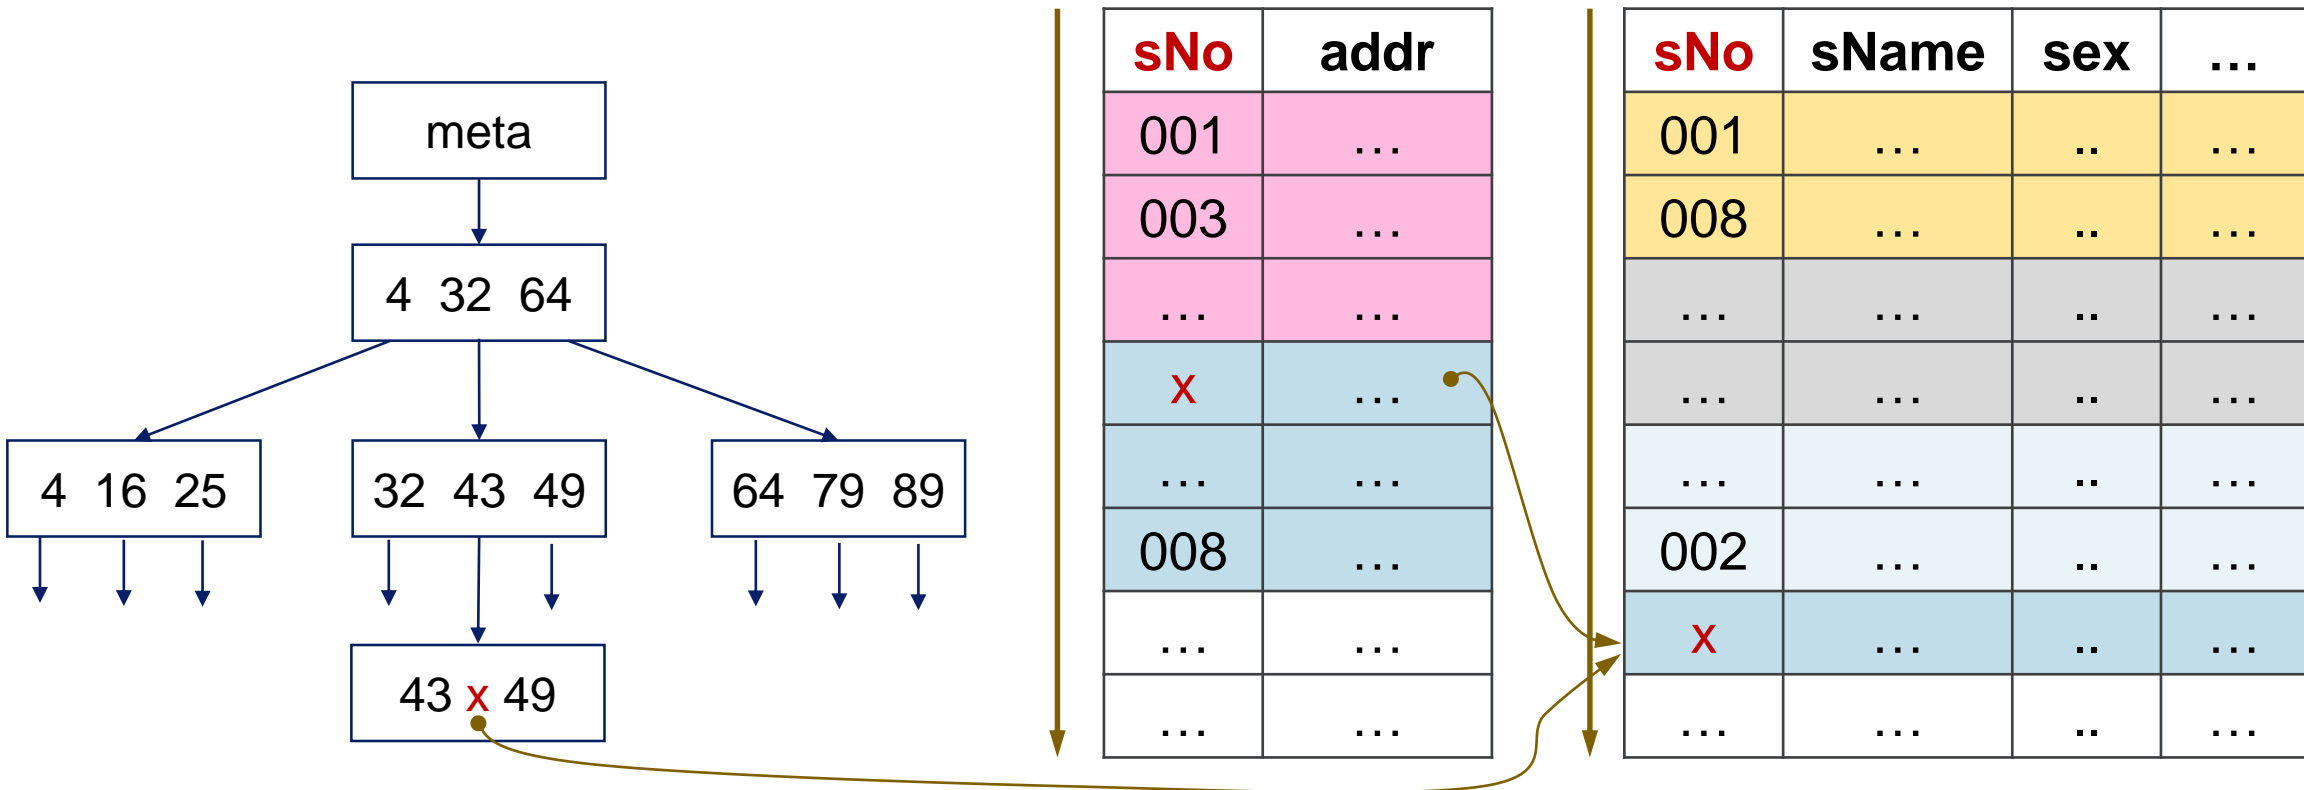 meta
4 32 64
4 16 25
32 43 49
64 79 89
43 x 49
sNo addr
001 ...
003 ...
... ...
x ...
... ...
008 ...
... ...
... ...
sNo sName sex ...
001 ... .. ...
008 ... .. ...
... ... .. ...
... ... .. ...
... ... .. ...
002 ... .. ...
x ... .. ...
... ... .. ...